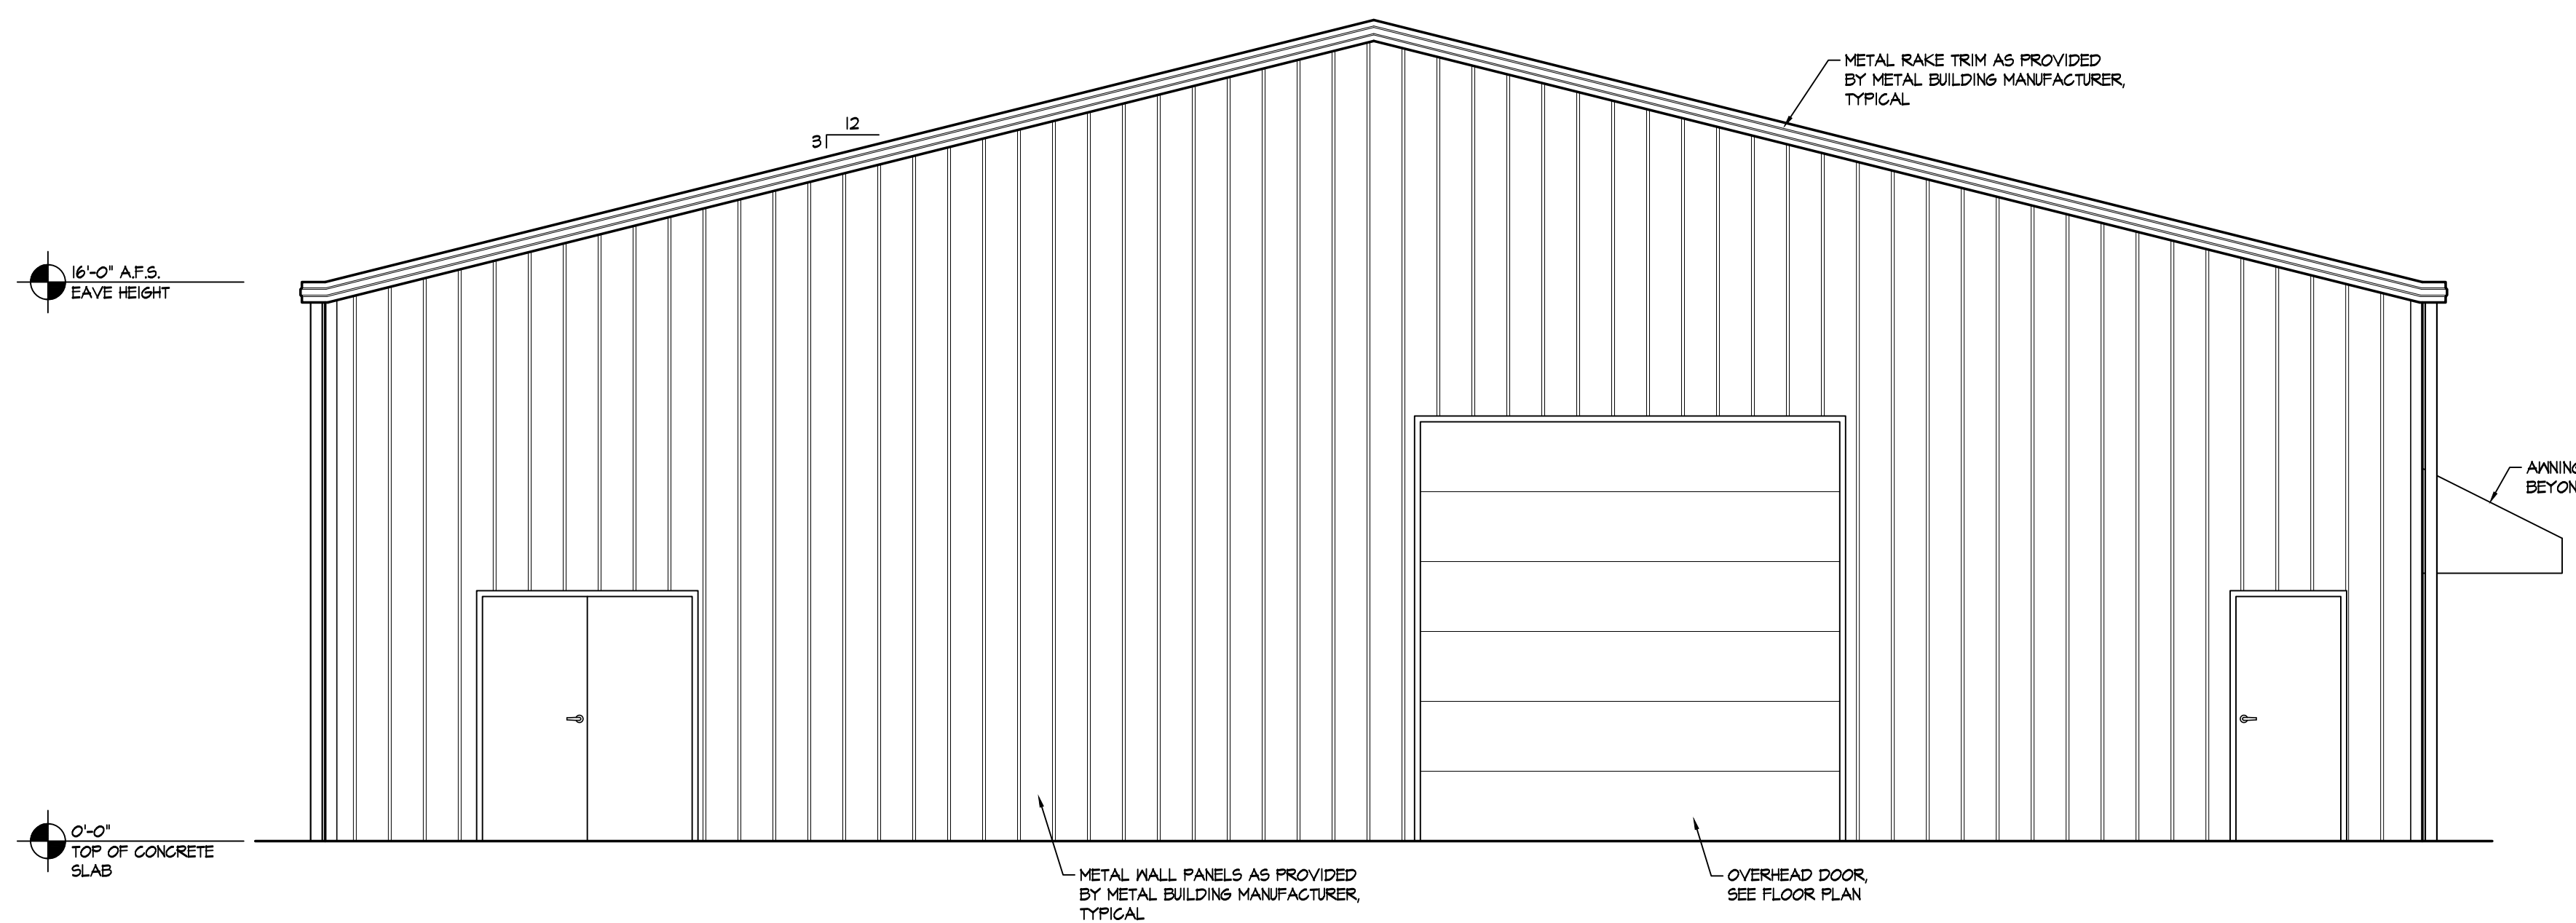 METAL RAKE TRIM AS PROVIDED
BY METAL BUILDING MANUFACTURER,
TYPICAL
12
3
16'-0" A.F.S.
EAVE HEIGHT
0'-0"
TOP OF CONCRETE
SLAB
METAL WALL PANELS AS PROVIDED
BY METAL BUILDING MANUFACTURER,
TYPICAL
OVERHEAD DOOR,
SEE FLOOR PLAN